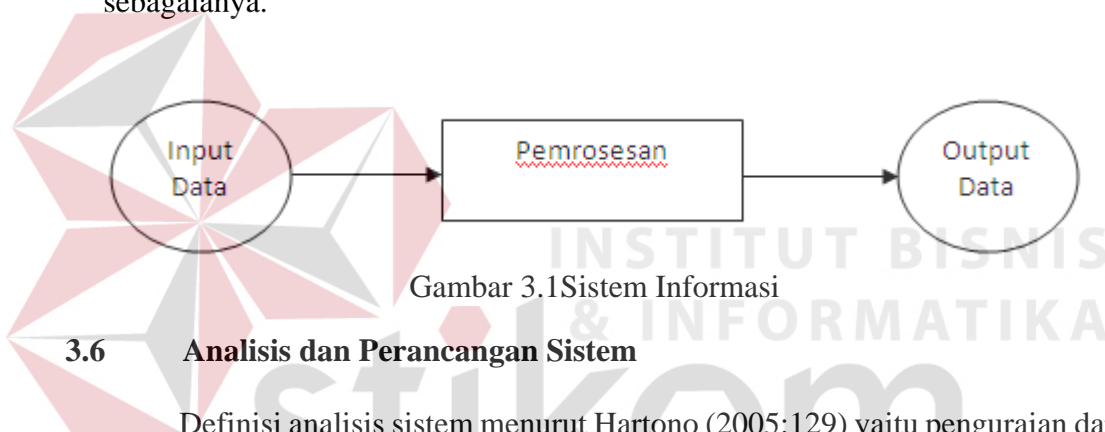 sebagainya.
Input
Data
Pemrosesan
Output
Data
INSTITUT BISNIS
Gambar 3.1Sistem Informasi
& INFORMATIKA
3.6 Analisis dan Perancangan Sistem
stikom
Definisi analisis sistem menurut Hartono (2005:129) yaitu penguraian da